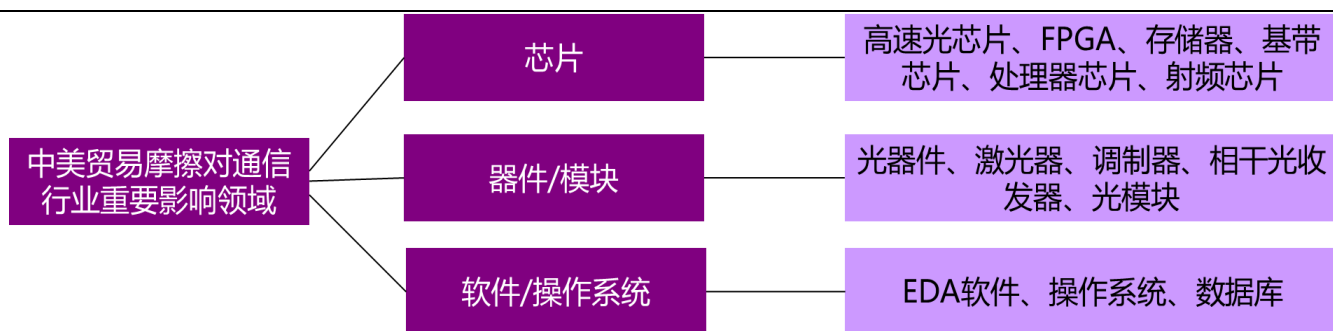 中美贸易摩擦对通信
行业重要影响领域
芯片
高速光芯片、FPGA、存储器、基带
芯片、处理器芯片、射频芯片
器件/模块
光器件、激光器、调制器、相干光收
发器、光模块
软件/操作系统
EDA软件、操作系统、数据库